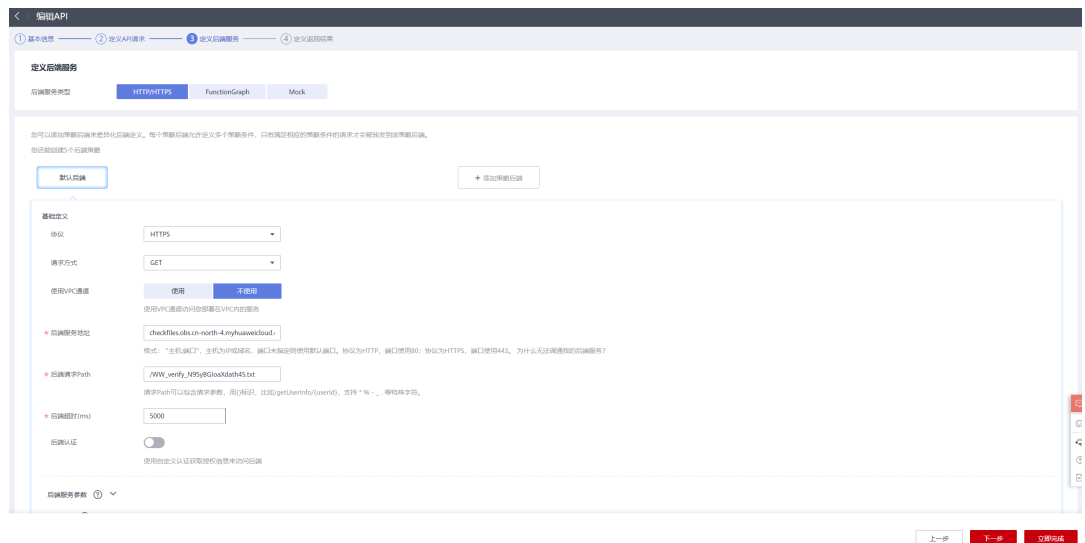 < 编辑API
1 基本信息 2 定义API请求 3 定义后端服务 4 定义返回结果
定义后端服务
后端服务类型 HTTP/HTTPS FunctionGraph Mock
您可以添加策略后端来差异化后端定义。每个策略后端允许定义多个策略条件，只有满足相应的策略条件的请求才会被转发到该策略后端。
您还能创建5个后端策略
默认后端 + 添加策略后端
基础定义
协议 HTTPS
请求方式 GET
使用VPC通道 使用 不使用
使用VPC通道访问您部署在VPC内的服务
* 后端服务地址 checkfiles.obs.cn-north-4.myhuaweicloud.
格式："主机:端口"，主机为IP或域名，端口未指定则使用默认端口。协议为HTTP，端口使用80；协议为HTTPS，端口使用443。 为什么无法调通我的后端服务？
* 后端请求Path /WW_verify_N95yBGIoaXdath4S.txt
请求Path可以包含请求参数，用{}标识，比如/getUserInfo/{userId}，支持 * % - _ . 等特殊字符。
* 后端超时(ms) 5000
后端认证
使用自定义认证获取授权信息来访问后端
后端服务参数 ?
上一步 下一步 立即完成